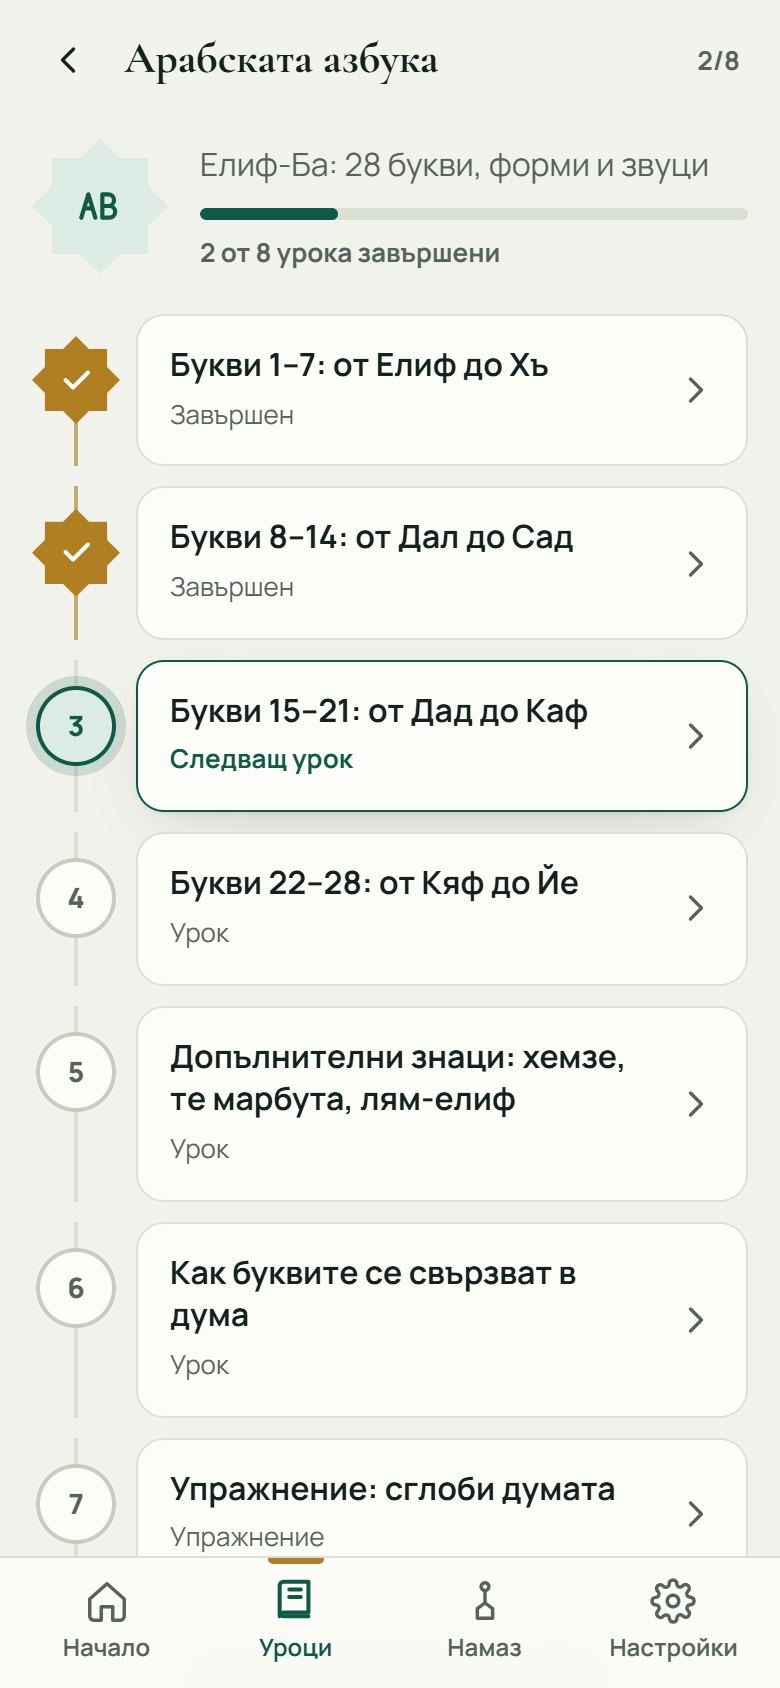 Арабската азбука
2/8
Елиф-Ба: 28 букви, форми и звуци
АВ
2 от 8 урока завършени
Букви 1–7: от Елиф до Хъ
Завършен
Букви 8–14: от Дал до Сад
Завършен
3
Букви 15–21: от Дад до Каф
Следващ урок
4
Букви 22–28: от Кяф до Йе
Урок
5
Допълнителни знаци: хемзе,
те марбута, лям-елиф
Урок
6
Как буквите се свързват в
дума
Урок
7
Упражнение: сглоби думата
Упражнение
Начало
Уроци
Намаз
Настройки